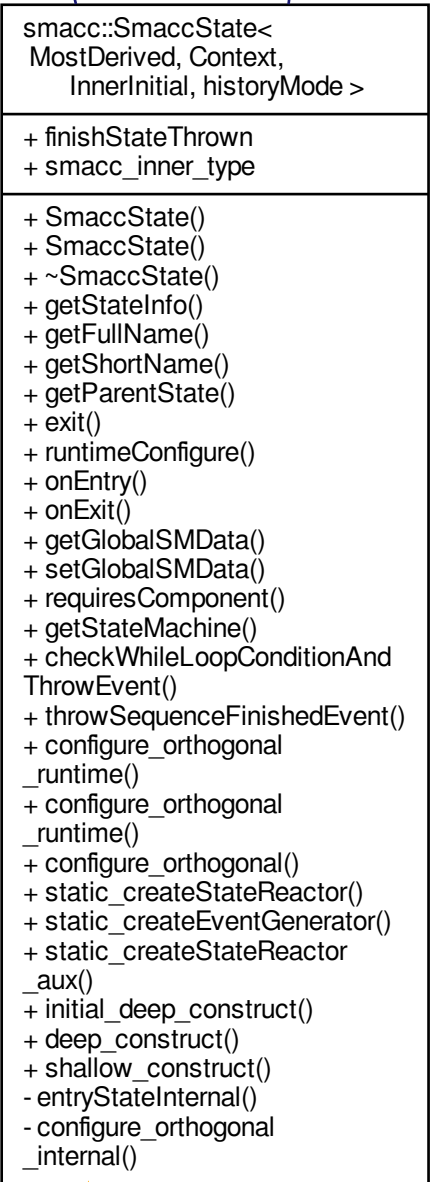 smacc::SmaccState<
MostDerived, Context,
InnerInitial, historyMode >
+ finishStateThrown
+ smacc_inner_type
+ SmaccState()
+ SmaccState()
+ ~SmaccState()
+ getStateInfo()
+ getFullName()
+ getShortName()
+ getParentState()
+ exit()
+ runtimeConfigure()
+ onEntry()
+ onExit()
+ getGlobalSMData()
+ setGlobalSMData()
+ requiresComponent()
+ getStateMachine()
+ checkWhileLoopConditionAnd
ThrowEvent()
+ throwSequenceFinishedEvent()
+ configure_orthogonal
_runtime()
+ configure_orthogonal
_runtime()
+ configure_orthogonal()
+ static_createStateReactor()
+ static_createEventGenerator()
+ static_createStateReactor
_aux()
+ initial_deep_construct()
+ deep_construct()
+ shallow_construct()
- entryStateInternal()
- configure_orthogonal
_internal()